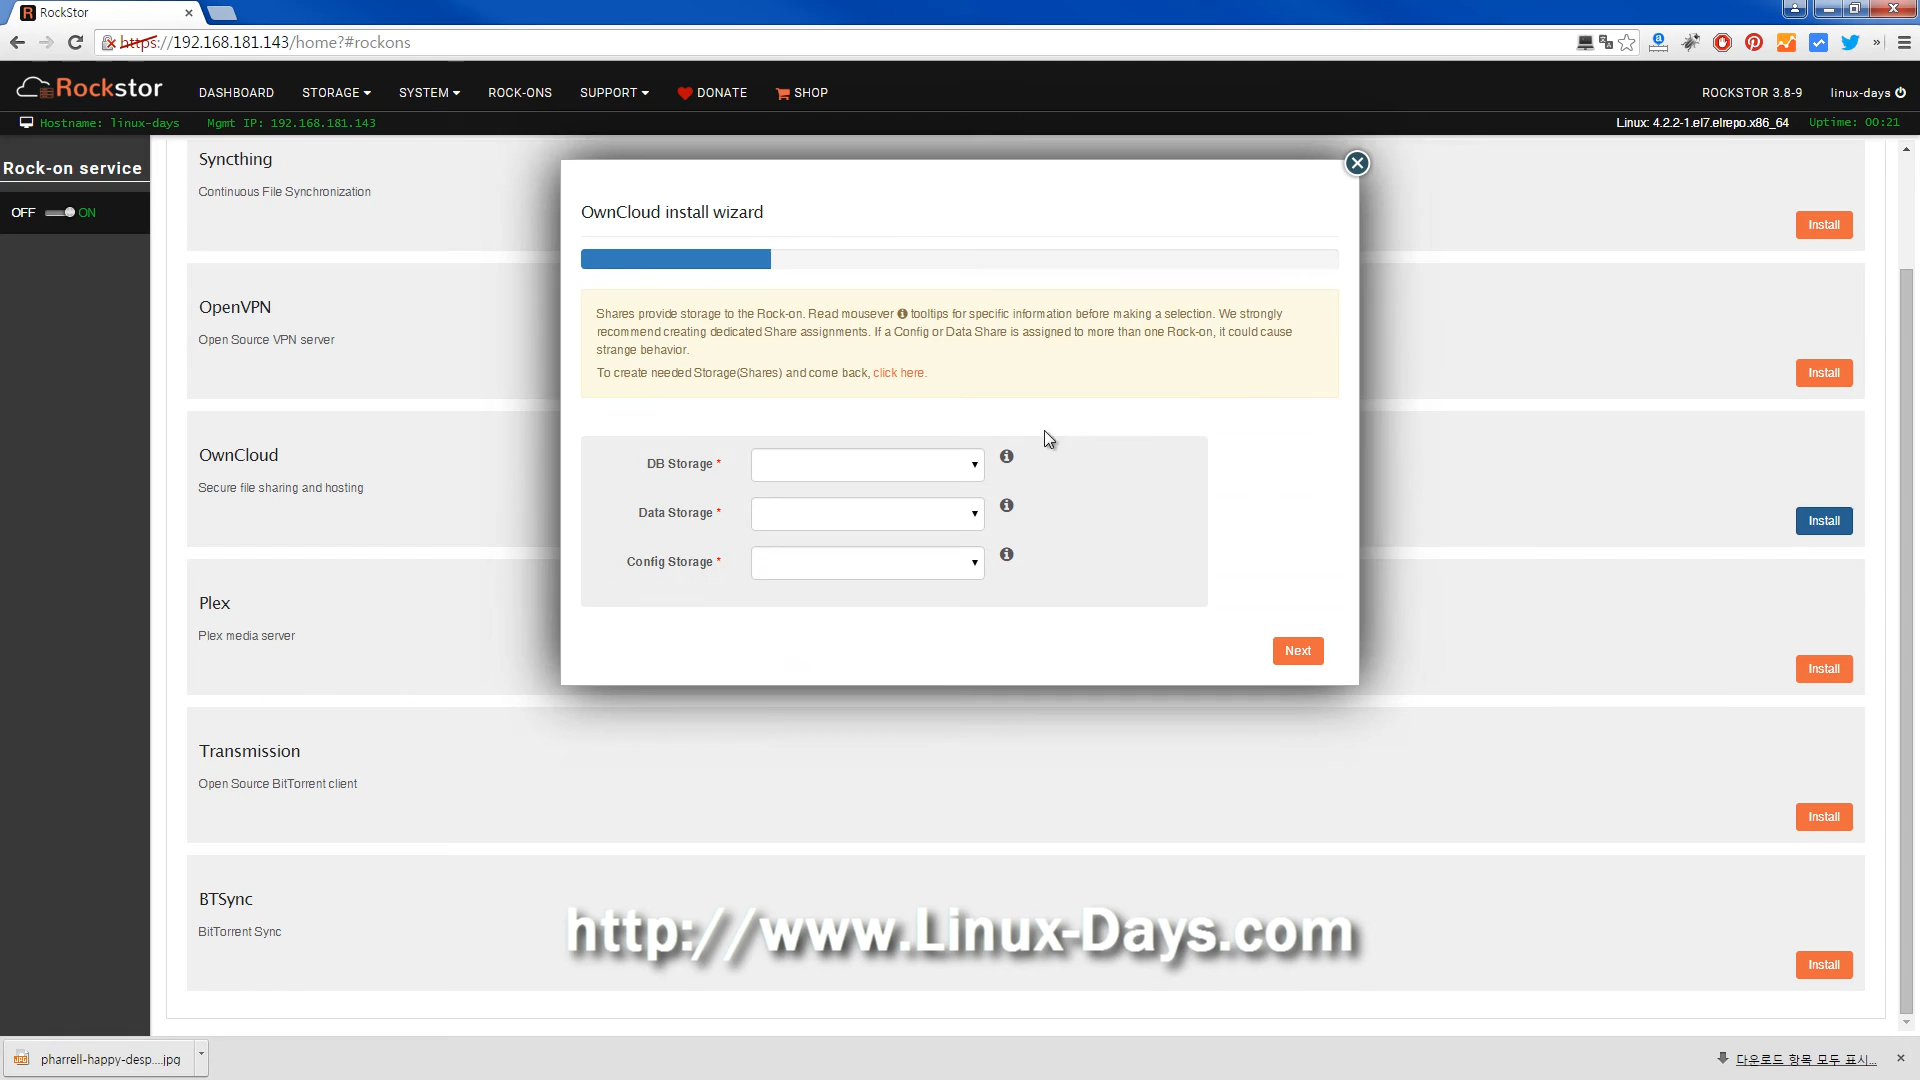 RockStor
https://192.168.181.143/home?#rockons
Rockstor
DASHBOARD
STORAGE
SYSTEM
ROCK-ONS
SUPPORT
DONATE
SHOP
ROCKSTOR 3.8-9
linux-days
Hostname: linux-days
Mgmt IP: 192.168.181.143
Linux: 4.2.2-1.el7.elrepo.x86_64
Uptime: 00:21
Rock-on service
OFF
ON
Syncthing
Continuous File Synchronization
Install
OpenVPN
Open Source VPN server
Install
OwnCloud
Secure file sharing and hosting
Install
Plex
Plex media server
Install
Transmission
Open Source BitTorrent client
Install
BTSync
BitTorrent Sync
Install
OwnCloud install wizard
Shares provide storage to the Rock-on. Read mousever tooltips for specific information before making a selection. We strongly
recommend creating dedicated Share assignments. If a Config or Data Share is assigned to more than one Rock-on, it could cause
strange behavior.
To create needed Storage(Shares) and come back, click here.
DB Storage *
Data Storage *
Config Storage *
Next
http://www.Linux-Days.com
pharrell-happy-desp....jpg
다운로드 항목 모두 표시...